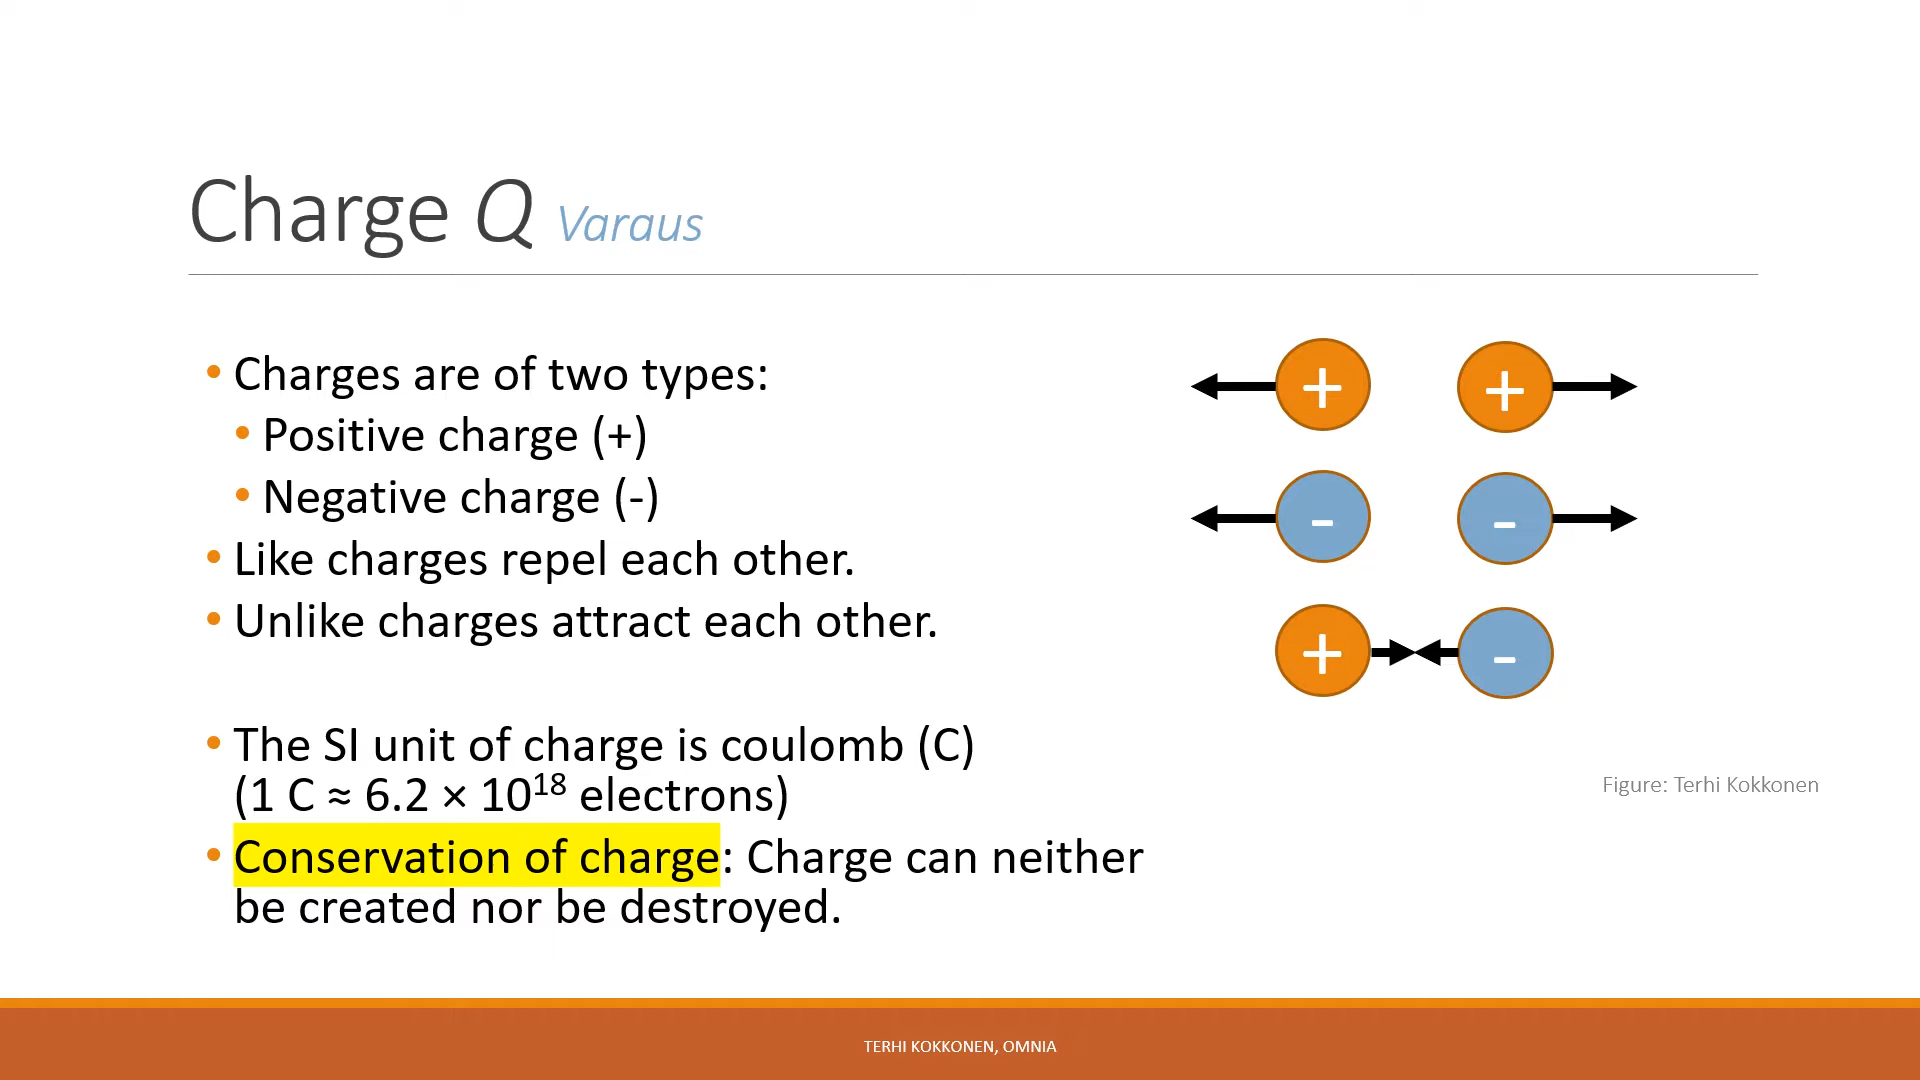 Charge Q Varaus
• Charges are of two types:
• Positive charge (+)
• Negative charge (-)
• Like charges repel each other.
• Unlike charges attract each other.
• The SI unit of charge is coulomb (C)
(1 C ≈ 6.2 × 10¹⁸ electrons)
• Conservation of charge: Charge can neither
be created nor be destroyed.
+ +
- -
+ -
Figure: Terhi Kokkonen
TERHI KOKKONEN, OMNIA